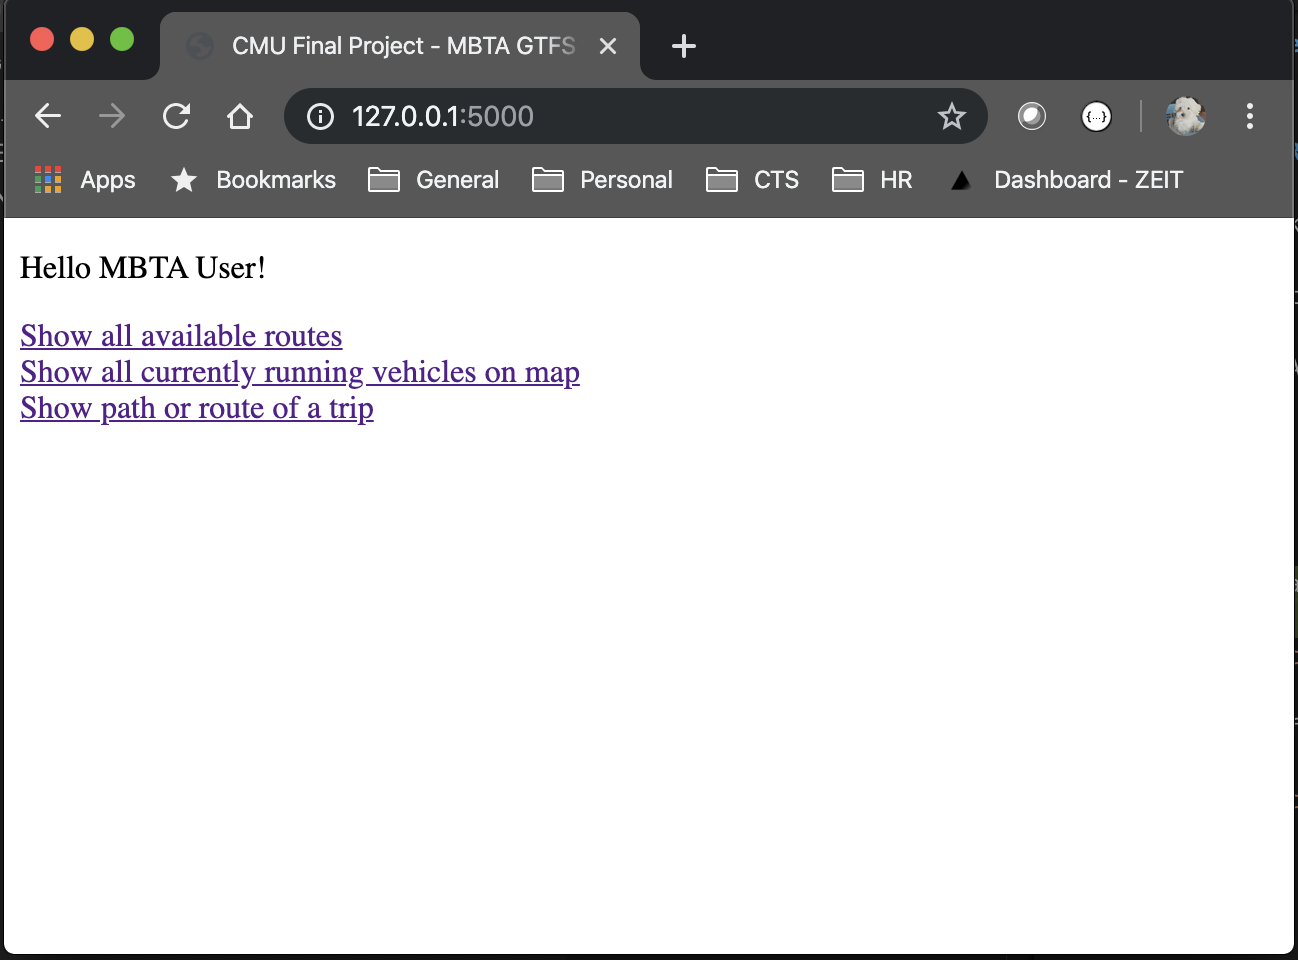 CMU Final Project - MBTA GTFS
127.0.0.1:5000
{...}
Apps Bookmarks General Personal CTS HR Dashboard - ZEIT
Hello MBTA User!
Show all available routes
Show all currently running vehicles on map
Show path or route of a trip